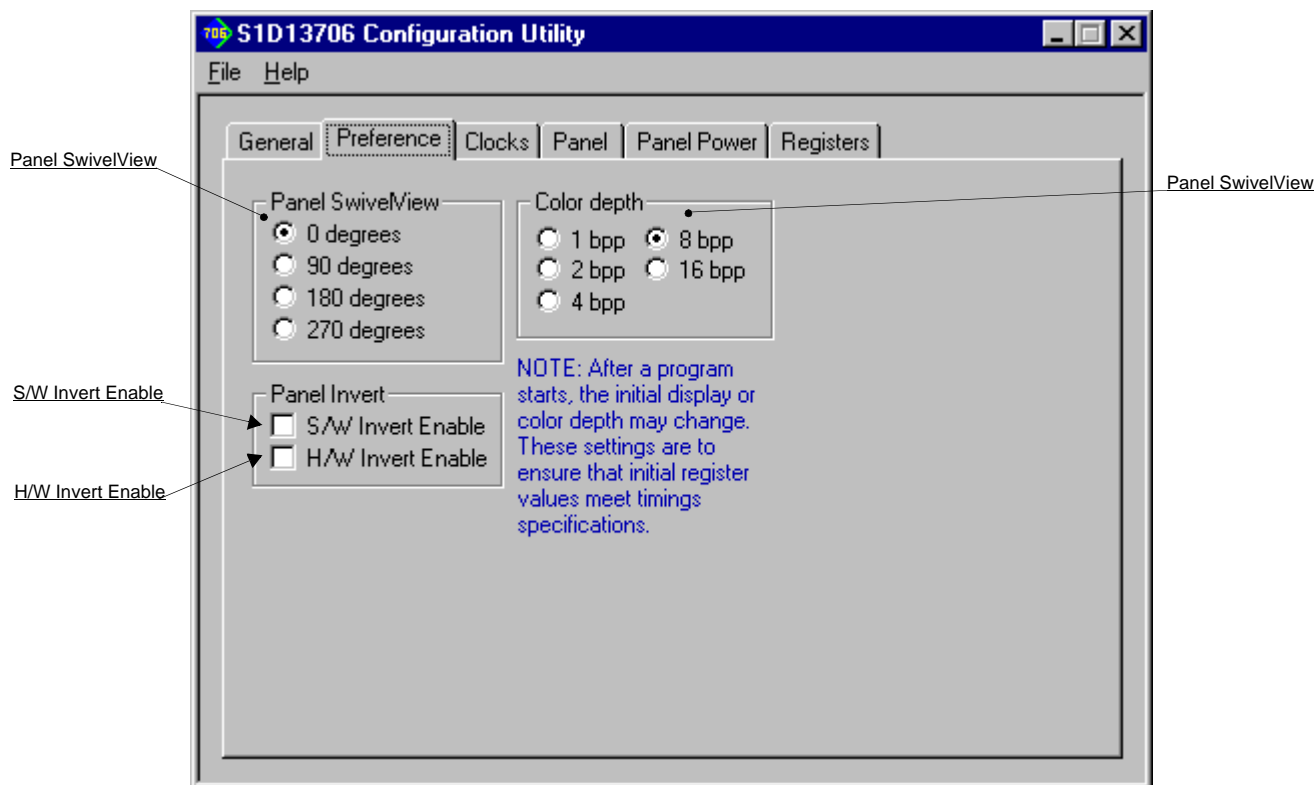 706 S1D13706 Configuration Utility
File Help
General Preference Clocks Panel Panel Power Registers
Panel SwivelView
Panel SwivelView
Panel SwivelView
0 degrees
90 degrees
180 degrees
270 degrees
Color depth
1 bpp 8 bpp
2 bpp 16 bpp
4 bpp
S/W Invert Enable
H/W Invert Enable
Panel Invert
S/W Invert Enable
H/W Invert Enable
NOTE: After a program
starts, the initial display or
color depth may change.
These settings are to
ensure that initial register
values meet timings
specifications.